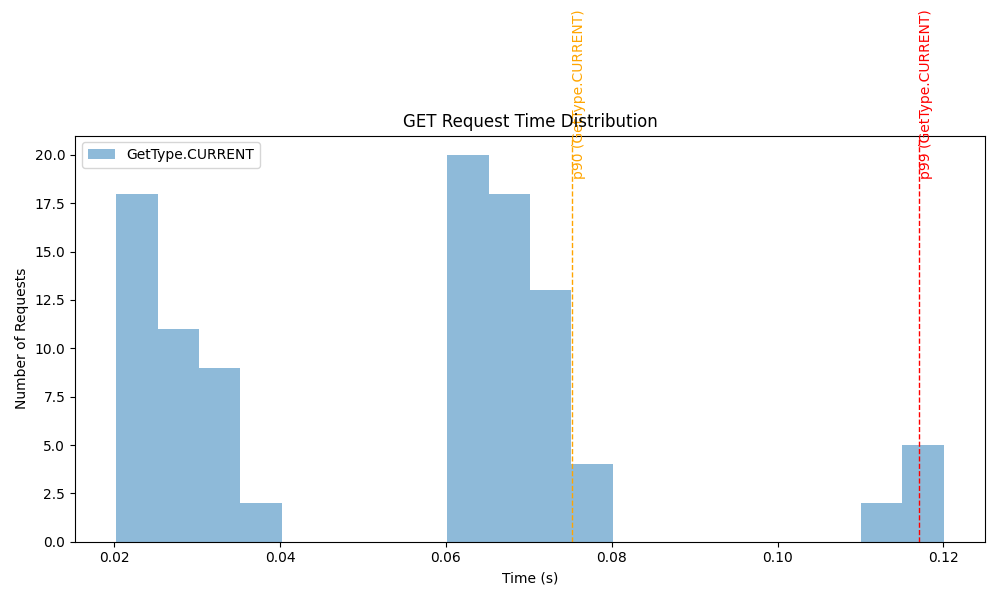 p90 (GetType.CURRENT)
p99 (GetType.CURRENT)
GET Request Time Distribution
GetType.CURRENT
20.0
17.5
15.0
12.5
10.0
7.5
5.0
2.5
0.0
Number of Requests
0.02
0.04
0.06
0.08
0.10
0.12
Time (s)